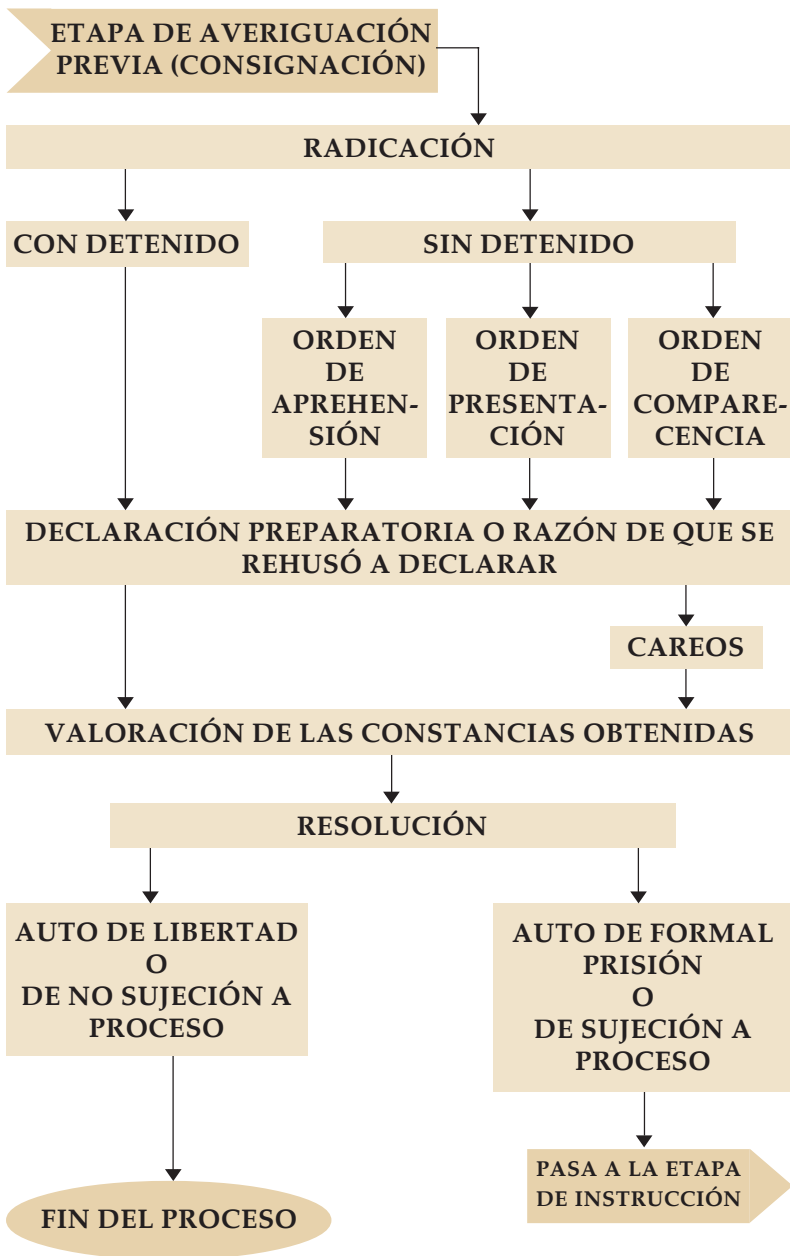 ETAPA DE AVERIGUACIÓN
PREVIA (CONSIGNACIÓN)
RADICACIÓN
CON DETENIDO
SIN DETENIDO
ORDEN
DE
APREHEN-
SIÓN
ORDEN
DE
PRESENTA-
CIÓN
ORDEN
DE
COMPARE-
CENCIA
DECLARACIÓN PREPARATORIA O RAZÓN DE QUE SE
REHUSÓ A DECLARAR
CAREOS
VALORACIÓN DE LAS CONSTANCIAS OBTENIDAS
RESOLUCIÓN
AUTO DE LIBERTAD
O
DE NO SUJECIÓN A
PROCESO
AUTO DE FORMAL
PRISIÓN
O
DE SUJECIÓN A
PROCESO
FIN DEL PROCESO
PASA A LA ETAPA
DE INSTRUCCIÓN